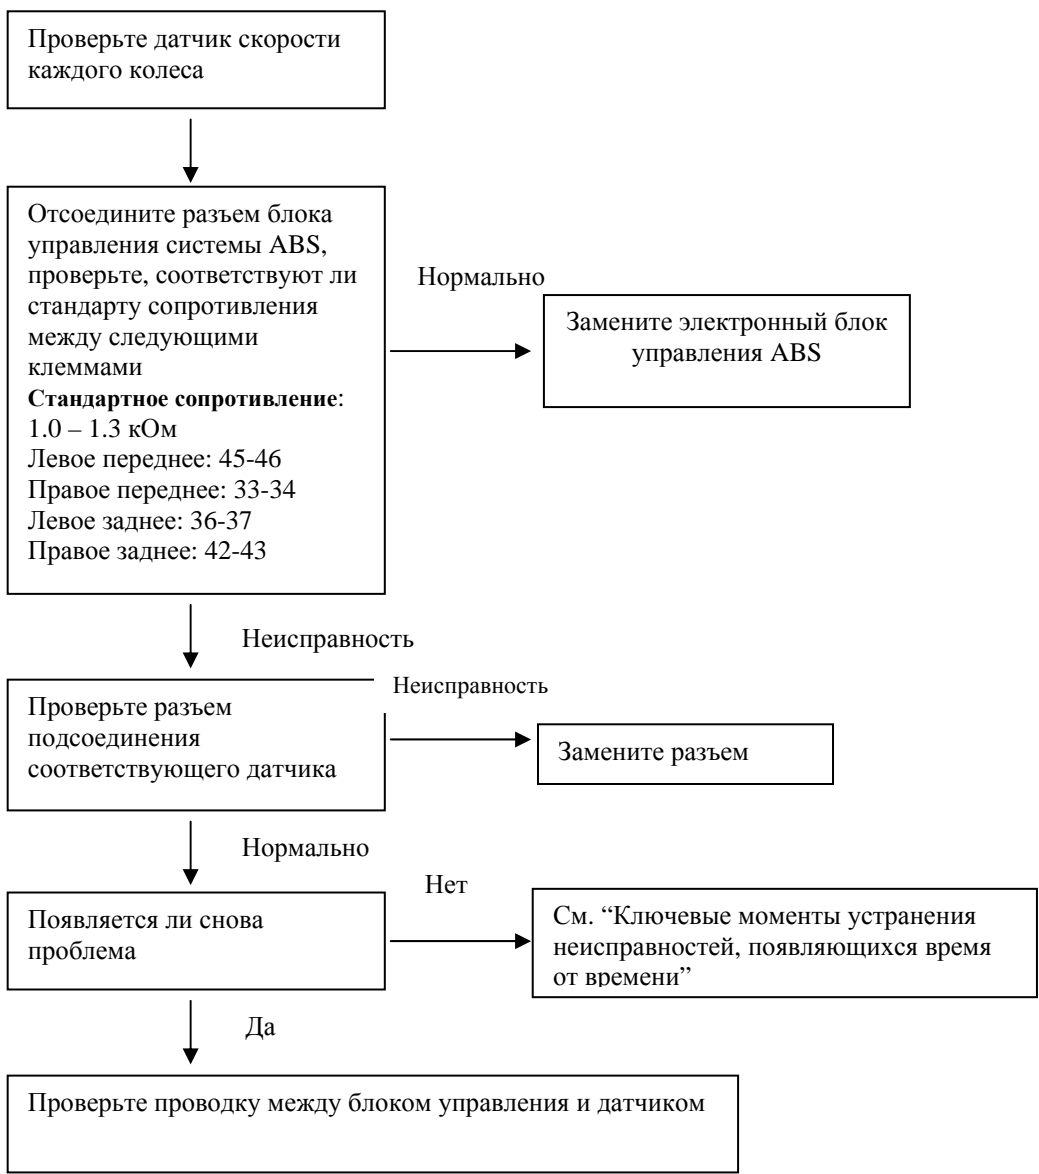 Проверьте датчик скорости
каждого колеса
Отсоедините разъем блока
управления системы ABS,
проверьте, соответствуют ли
стандарту сопротивления
между следующими
клеммами
Стандартное сопротивление:
1.0 – 1.3 кОм
Левое переднее: 45-46
Правое переднее: 33-34
Левое заднее: 36-37
Правое заднее: 42-43
Нормально
Замените электронный блок
управления ABS
Неисправность
Проверьте разъем
подсоединения
соответствующего датчика
Неисправность
Замените разъем
Нормально
Появляется ли снова
проблема
Нет
См. “Ключевые моменты устранения
неисправностей, появляющихся время
от времени”
Да
Проверьте проводку между блоком управления и датчиком